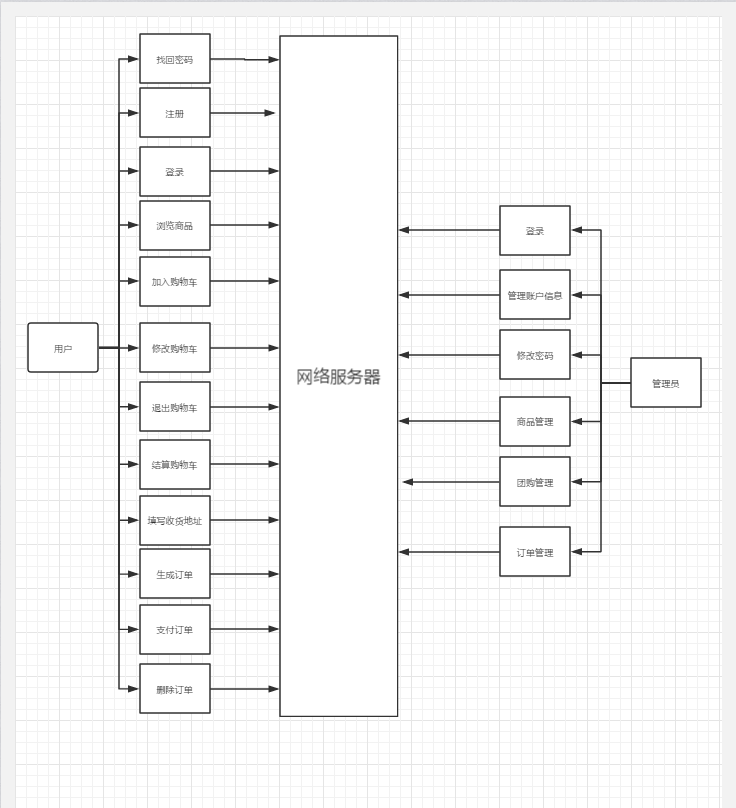 找回密码
注册
登录
浏览商品
加入购物车
用户
修改购物车
退出购物车
结算购物车
填写收货地址
生成订单
支付订单
删除订单
网络服务器
登录
管理账户信息
修改密码
商品管理
团购管理
订单管理
管理员